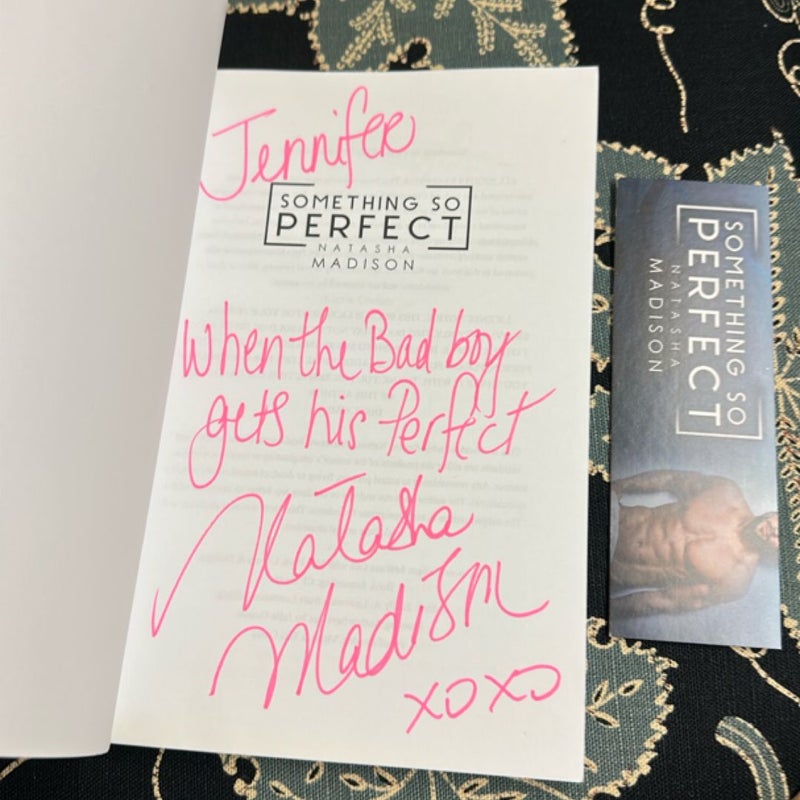 Jennifer
SOMETHING SO
PERFECT
NATASHA
MADISON
When the Bad boy
gets his Perfect
Natasha
Madison
xoxo
SOMETHING SO
PERFECT
NATASHA
MADISON